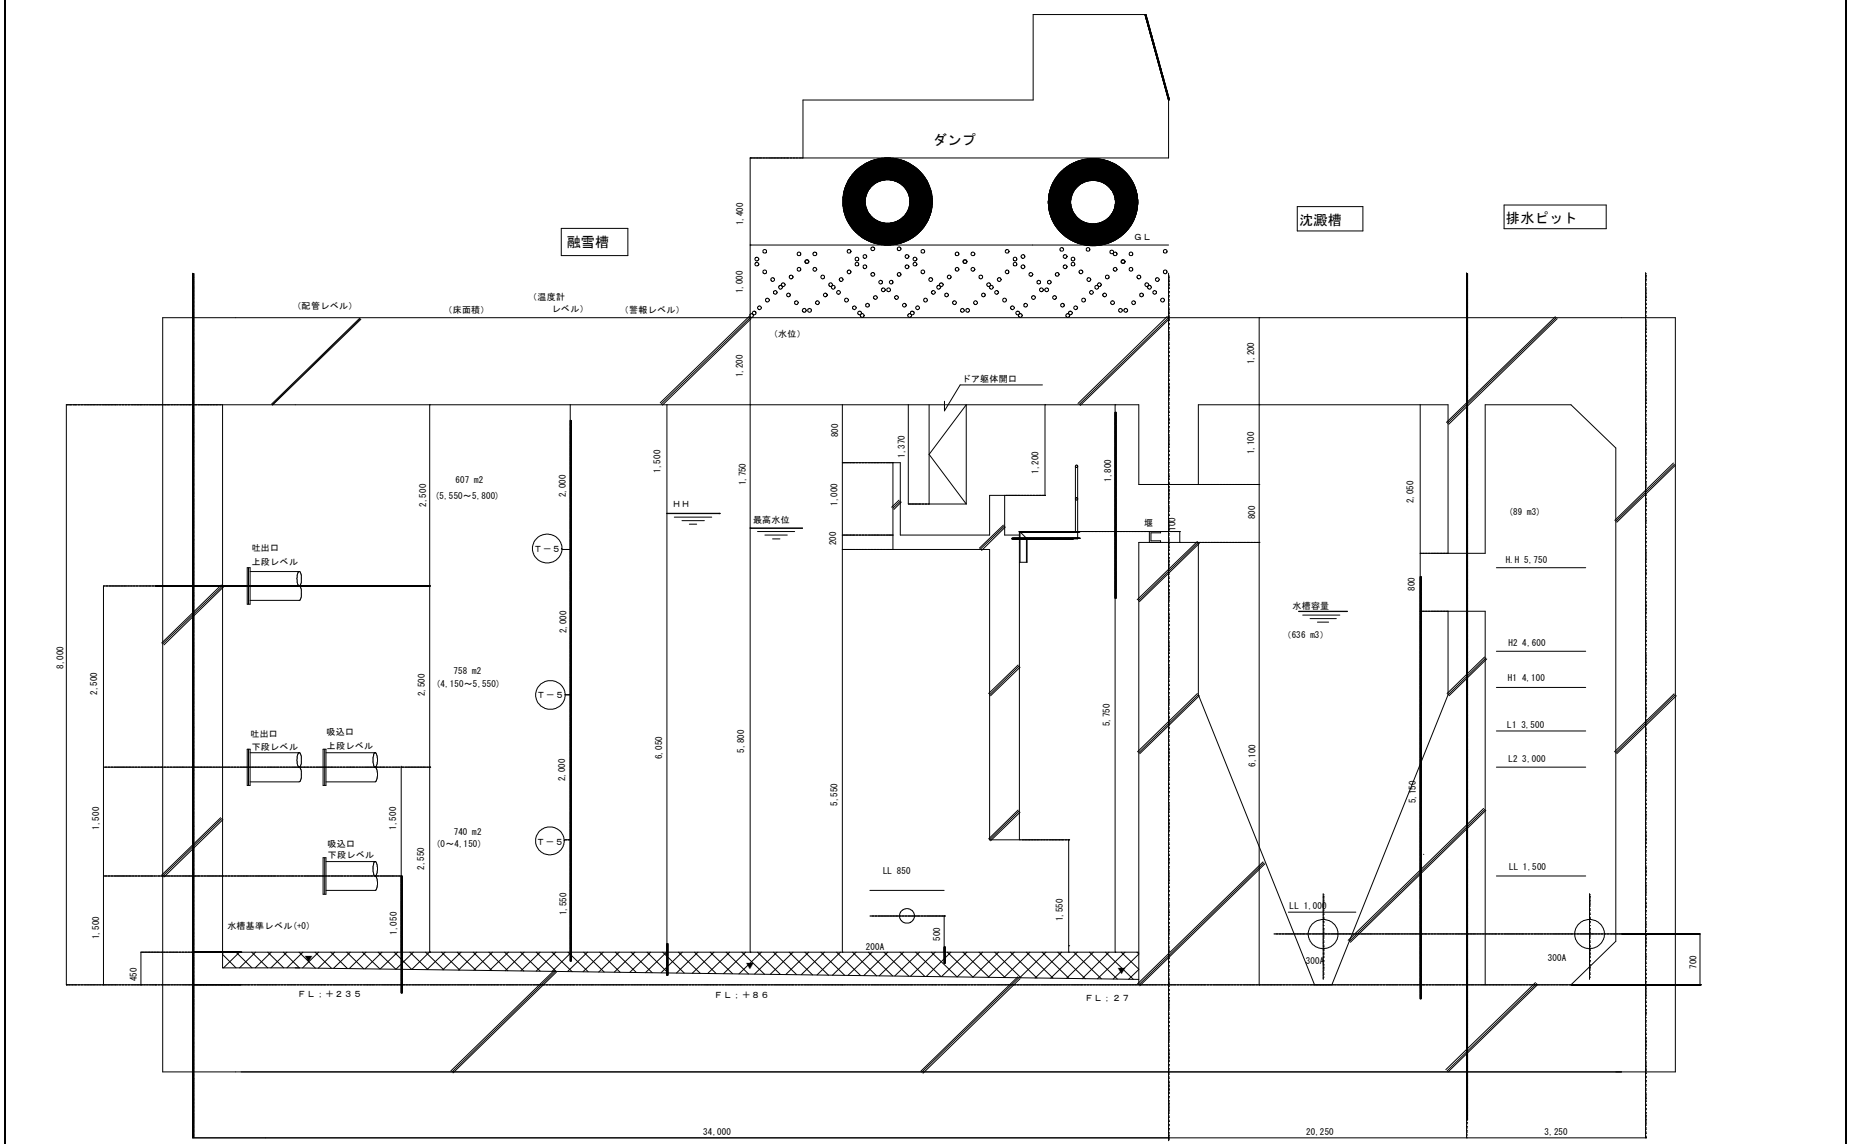 ダンプ
1,400
沈澱槽
排水ピット
融雪槽
GL
1,000
(配管レベル)
(床面積)
(温度計
レベル)
(警報レベル)
(水位)
1,200
1,200
ドア躯体開口
800
1,370
1,200
1,800
1,100
1,500
1,750
2,500
607 m2
(5,550～5,800)
2,000
1,000
2,050
HH
最高水位
堰
100
800
(89 m3)
200
吐出口
上段レベル
T-5
H.H 5,750
800
水槽容量
(636 m3)
2,000
H2 4,600
8,000
2,500
2,500
758 m2
(4,150～5,550)
T-5
H1 4,100
5,750
L1 3,500
吐出口
下段レベル
吸込口
上段レベル
6,050
5,800
6,100
L2 3,000
2,000
5,550
5,150
1,500
1,500
740 m2
(0～4,150)
T-5
吸込口
下段レベル
2,550
LL 850
LL 1,500
1,550
1,550
LL 1,000
水槽基準レベル(+0)
1,500
1,050
500
200A
300A
300A
700
450
FL;+235
FL;+86
FL;27
34,000
20,250
3,250